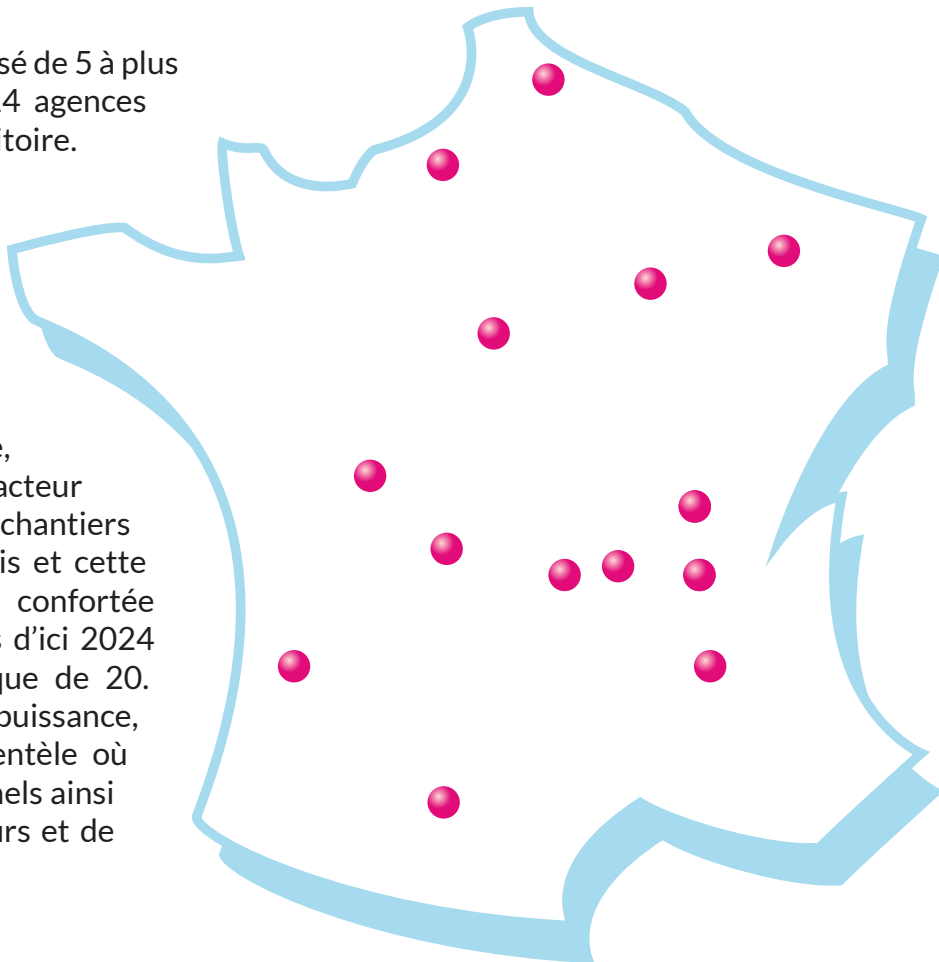 sé de 5 à plus
4 agences
itoire.
e,
acteur
chantiers
is et cette
confortée
s d’ici 2024
que de 20.
puissance,
entèle où
nels ainsi
urs et de